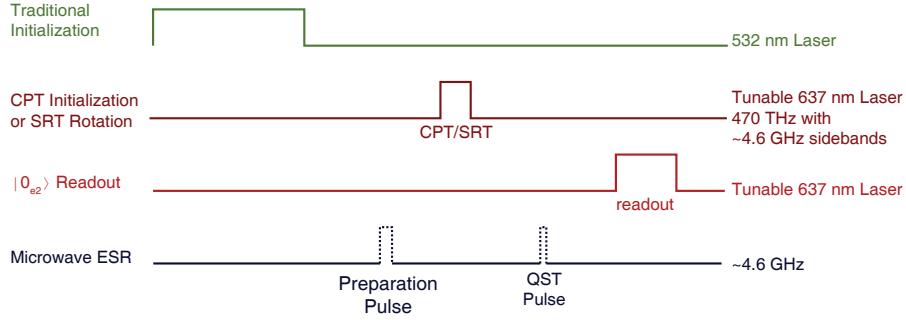 Traditional
Initialization
532 nm Laser
CPT Initialization
or SRT Rotation
CPT/SRT
Tunable 637 nm Laser
470 THz with
~4.6 GHz sidebands
|0e2⟩ Readout
readout
Tunable 637 nm Laser
Microwave ESR
Preparation
Pulse
QST
Pulse
~4.6 GHz